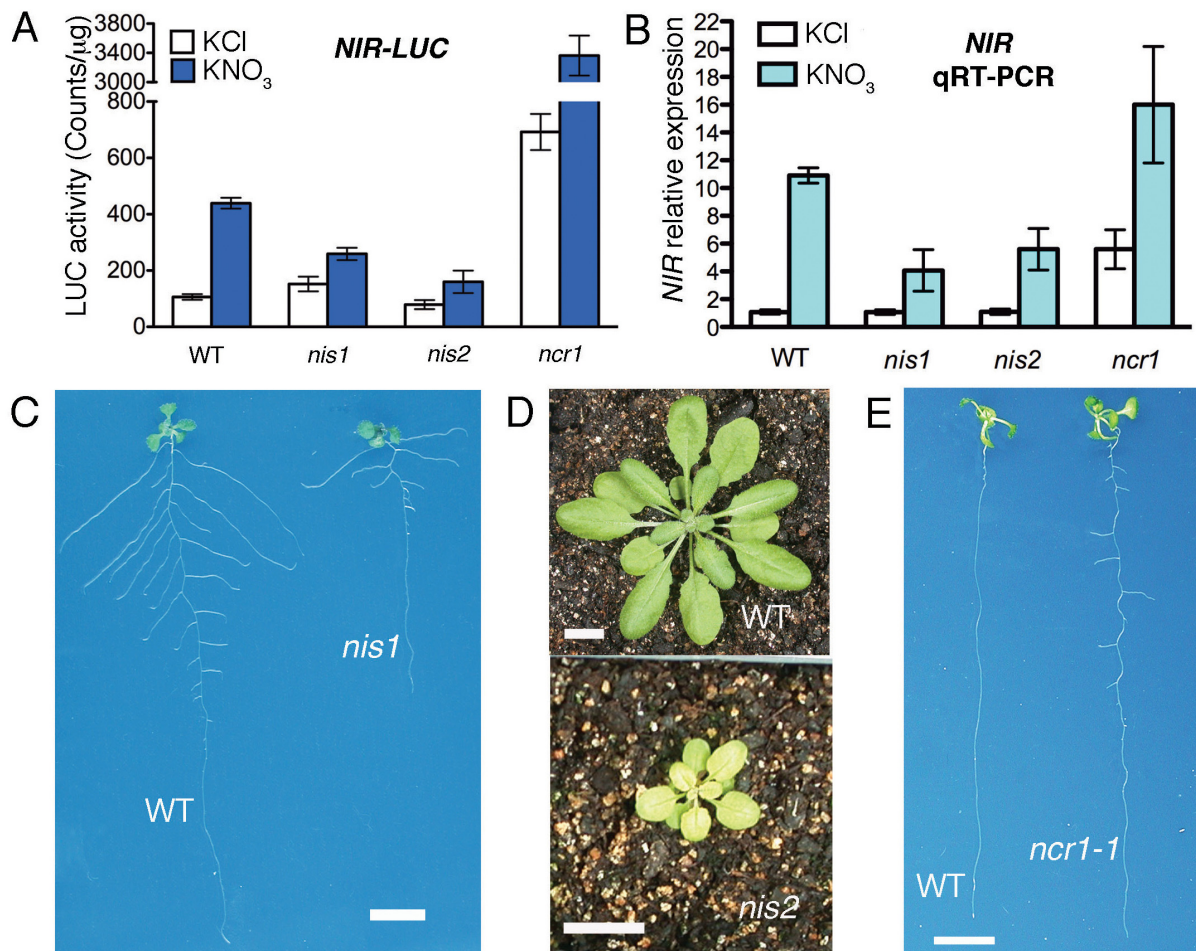 A
NIR-LUC
KCl
KNO₃
LUC activity (Counts/µg)
3800
3400
3000
800
600
400
200
0
WT
nis1
nis2
ncr1
B
NIR
qRT-PCR
KCl
KNO₃
NIR relative expression
22
20
18
16
14
12
10
8
6
4
2
0
WT
nis1
nis2
ncr1
C
WT
nis1
D
WT
nis2
E
WT
ncr1-1